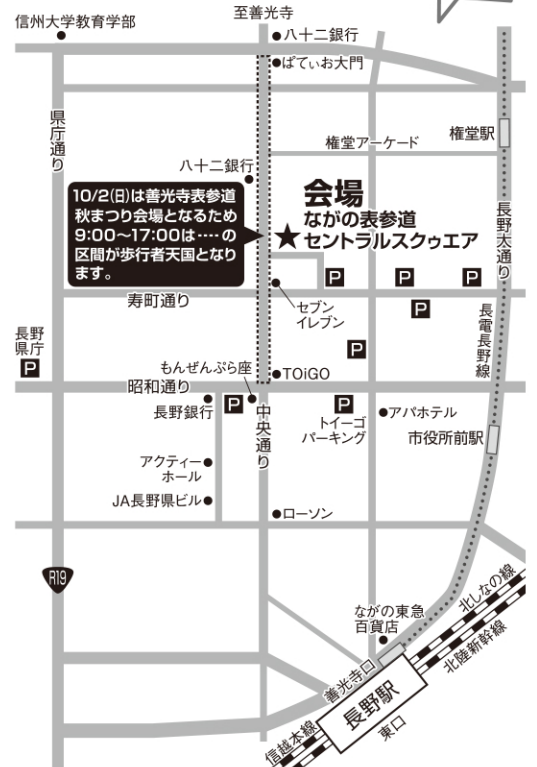 至善光寺
信州大学教育学部
八十二銀行
ぱてぃお大門
県庁通り
権堂アーケード
権堂駅
八十二銀行
10/2(日)は善光寺表参道
秋まつり会場となるため
9:00〜17:00は‥‥の
区間が歩行者天国となり
ます。
会場
ながの表参道
セントラルスクゥエア
長野大通り
P
P
P
P
寿町通り
セブン
イレブン
長電長野線
長野
県庁
P
P
もんぜんぷら座
TOiGO
昭和通り
長野銀行
P
中央通り
P
トイーゴ
パーキング
アパホテル
市役所前駅
アクティー
ホール
JA長野県ビル
ローソン
R19
ながの東急
百貨店
北しなの線
北陸新幹線
善光寺口
長野駅
東口
信越本線